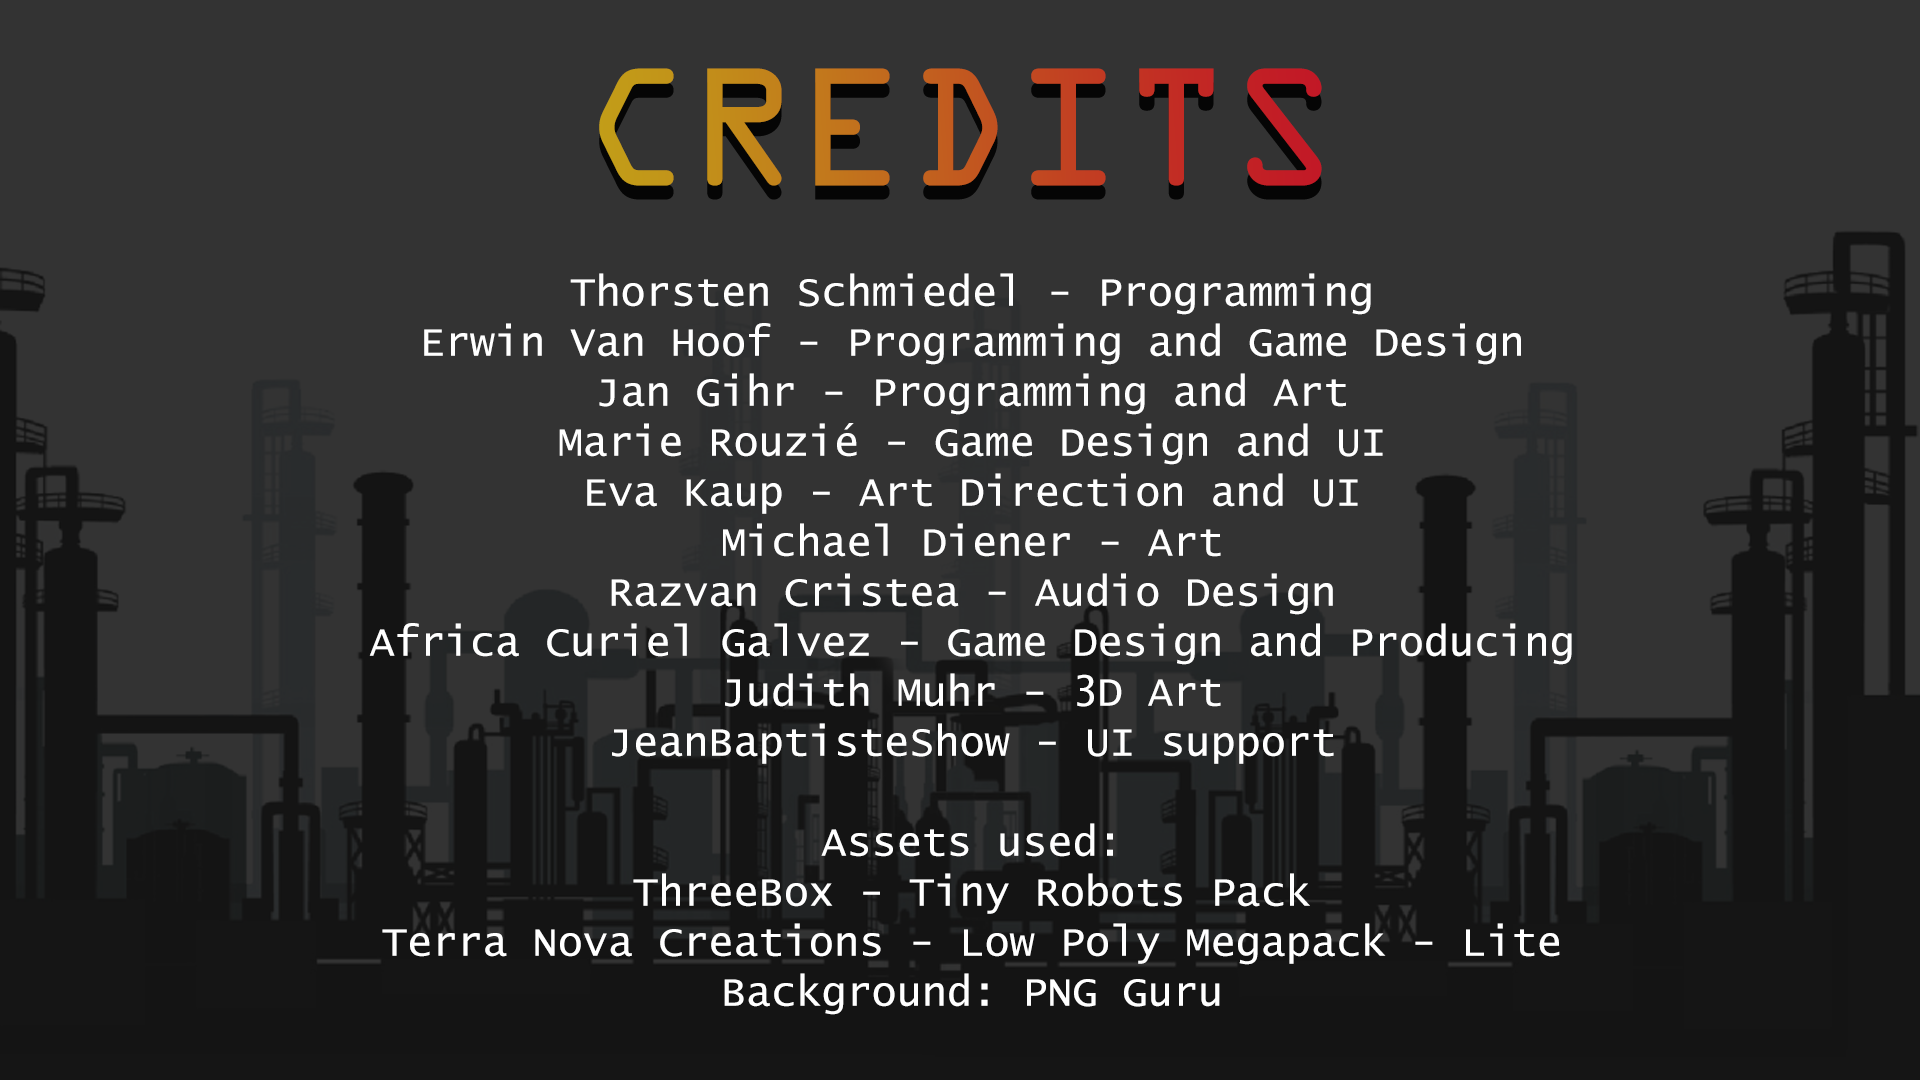 CREDITS
Thorsten Schmiedel – Programming
Erwin Van Hoof – Programming and Game Design
Jan Gihr – Programming and Art
Marie Rouzié – Game Design and UI
Eva Kaup – Art Direction and UI
Michael Diener – Art
Razvan Cristea – Audio Design
Africa Curiel Galvez – Game Design and Producing
Judith Muhr – 3D Art
JeanBaptisteShow – UI support
Assets used:
ThreeBox – Tiny Robots Pack
Terra Nova Creations – Low Poly Megapack – Lite
Background: PNG Guru